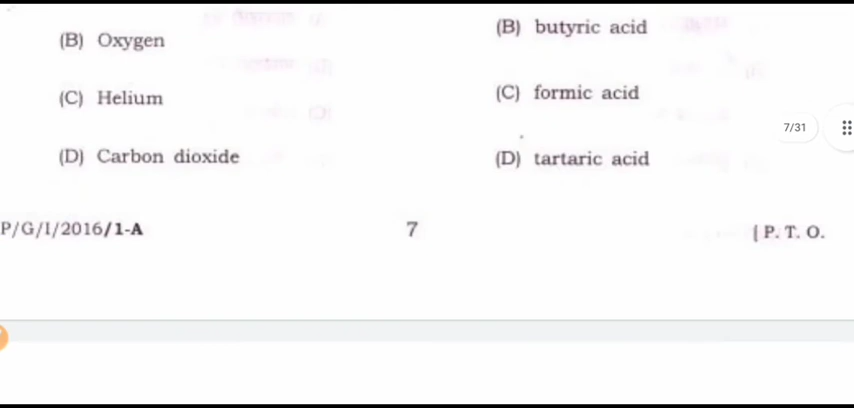 (B) Oxygen
(C) Helium
(D) Carbon dioxide
(B) butyric acid
(C) formic acid
(D) tartaric acid
7/31
P/G/I/2016/1-A
7
[ P. T. O.